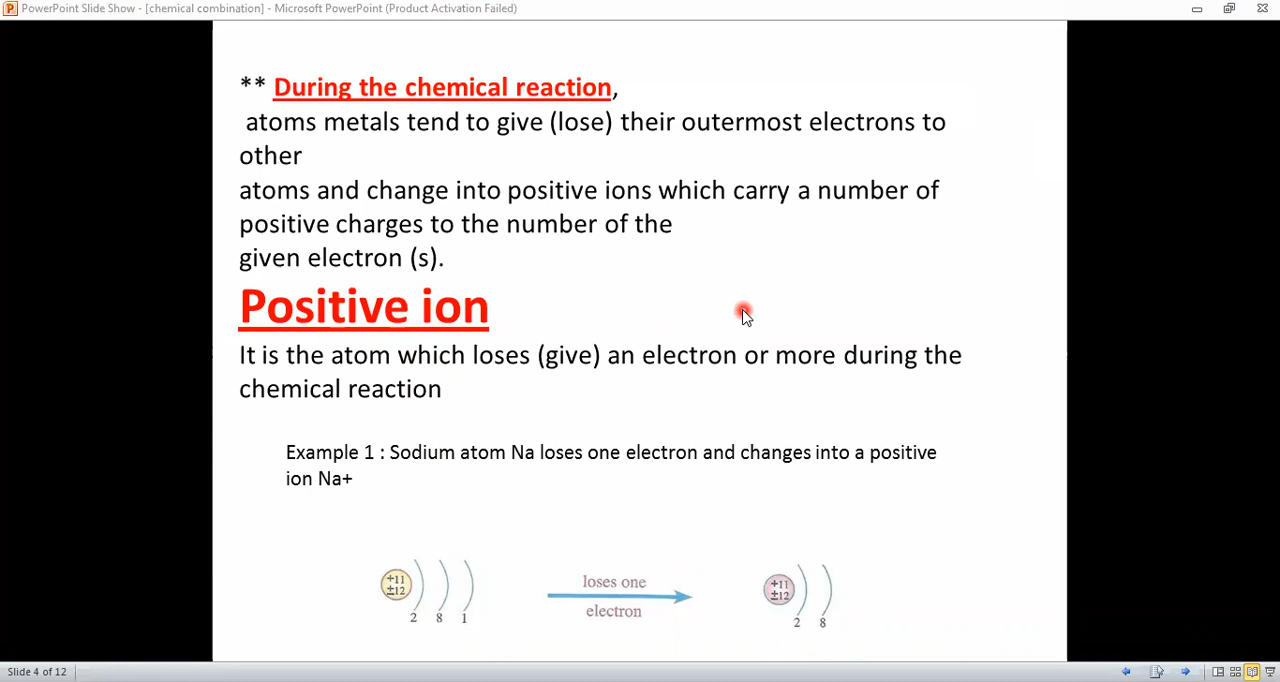 PowerPoint Slide Show - [chemical combination] - Microsoft PowerPoint (Product Activation Failed)
** During the chemical reaction,
atoms metals tend to give (lose) their outermost electrons to
other
atoms and change into positive ions which carry a number of
positive charges to the number of the
given electron (s).
Positive ion
It is the atom which loses (give) an electron or more during the
chemical reaction
Example 1 : Sodium atom Na loses one electron and changes into a positive
ion Na+
+11
±12
2 8 1
loses one
electron
+11
±12
2 8
Slide 4 of 12